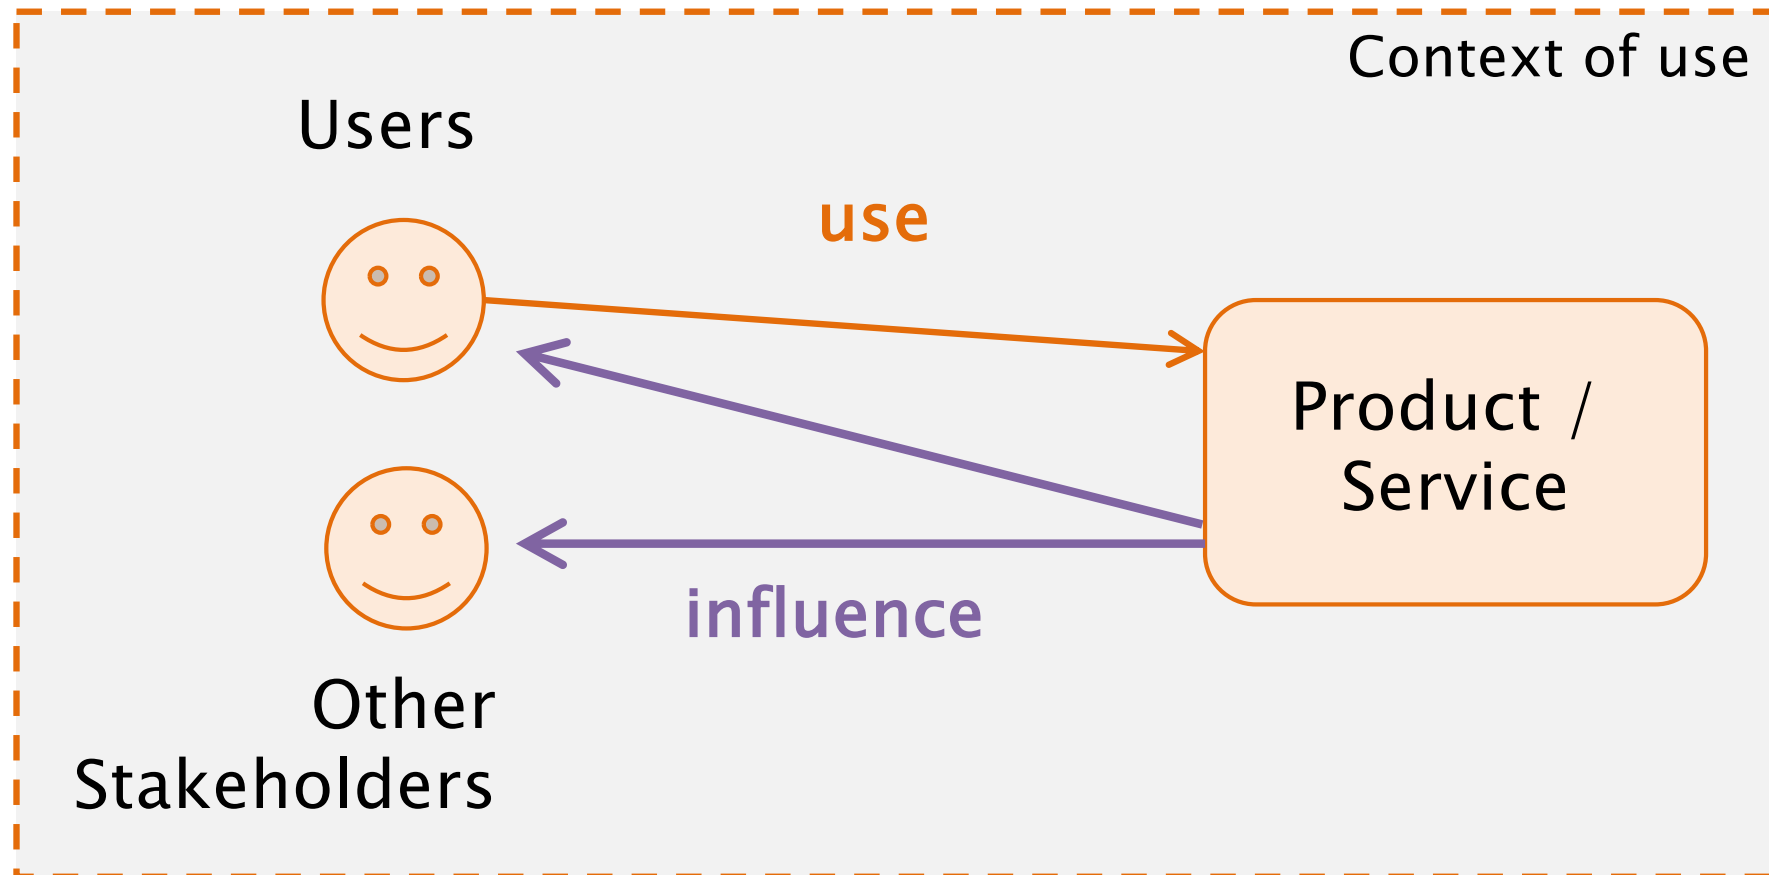 Context of use
Users
use
Product /
Service
influence
Other
Stakeholders